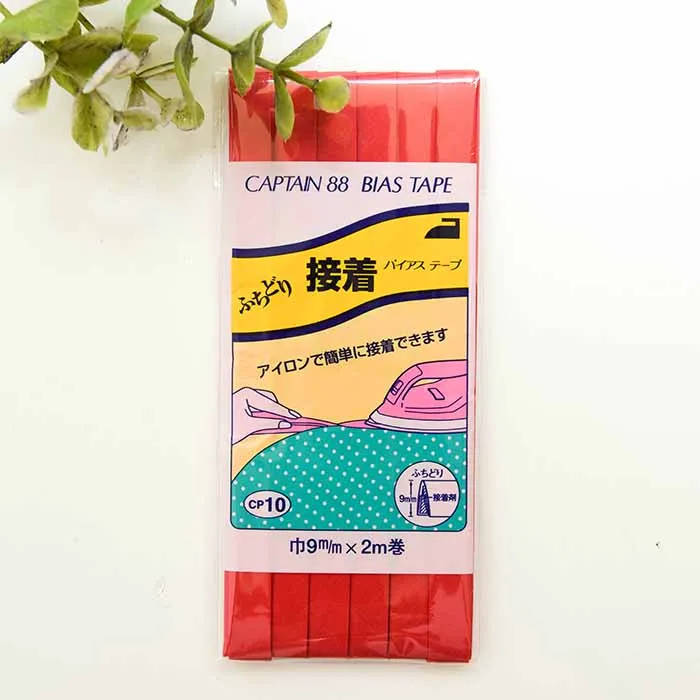 CAPTAIN 88 BIAS TAPE
ふちどり 接着 バイアス テープ
アイロンで簡単に接着できます
ふちどり
9mm
接着剤
CP10
巾9m/m×2m巻